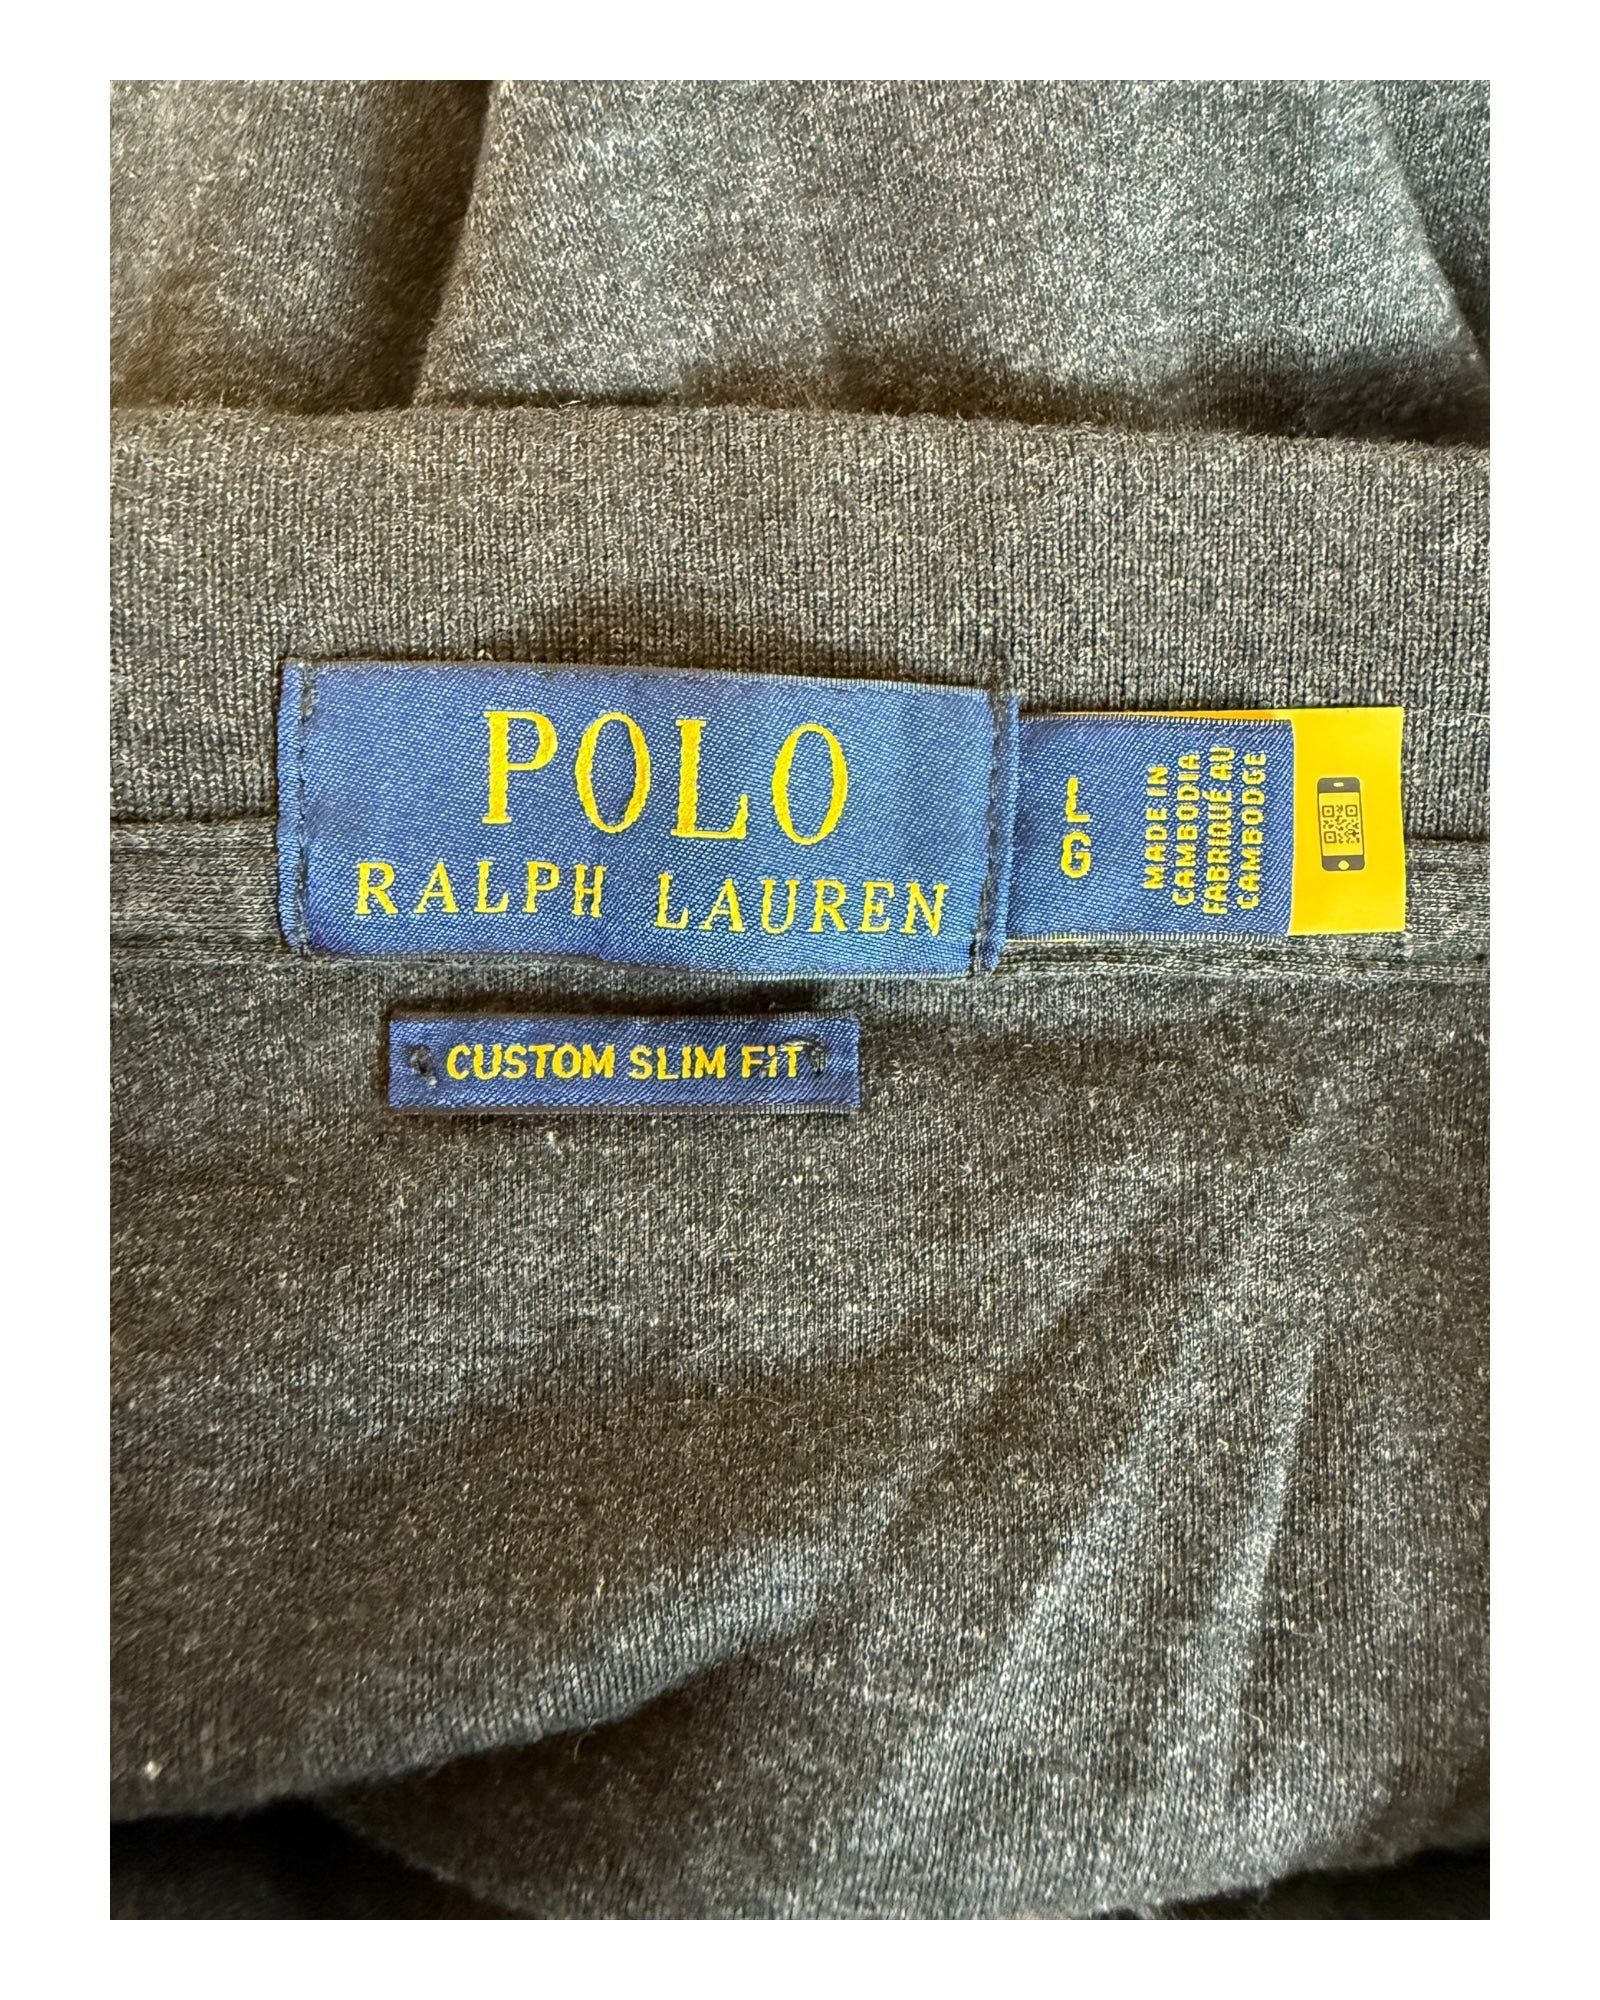 POLO
RALPH LAUREN
L
G
MADE IN
CAMBODIA
FABRIQUÉ AU
CAMBODGE
CUSTOM SLIM FiT